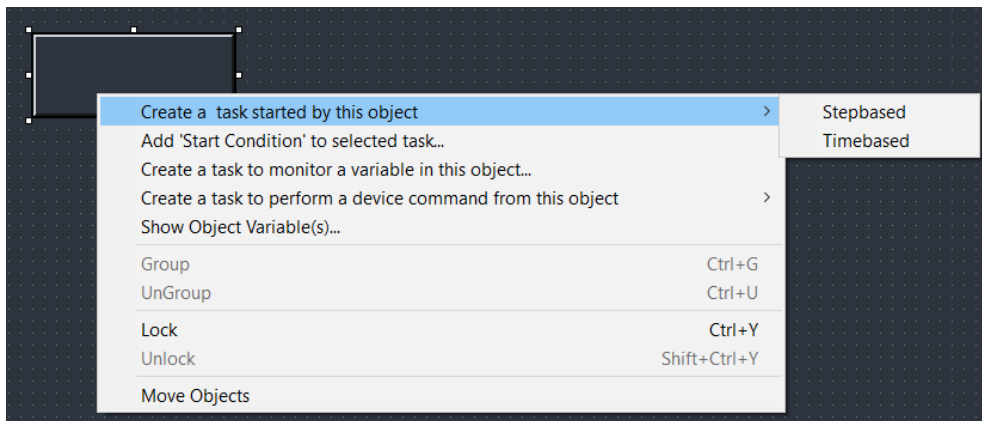 Create a  task started by this object
Stepbased
Add 'Start Condition' to selected task...
Timebased
Create a task to monitor a variable in this object...
Create a task to perform a device command from this object
Show Object Variable(s)...
Group Ctrl+G
UnGroup Ctrl+U
Lock Ctrl+Y
Unlock Shift+Ctrl+Y
Move Objects